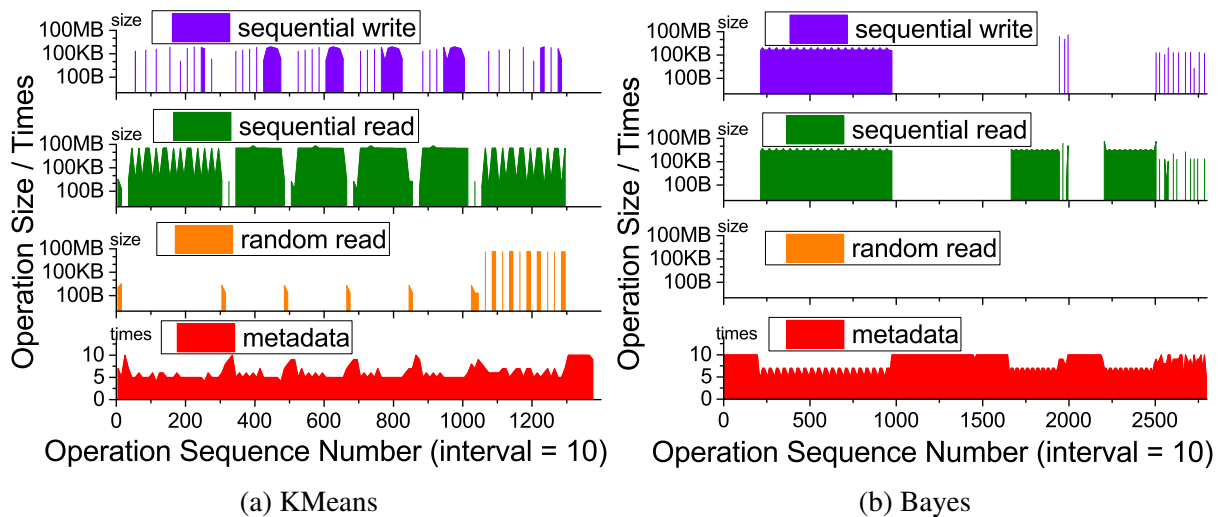 Operation Size / Times
size
sequential write
100MB
100KB
100B
size
sequential read
100MB
100KB
100B
size
random read
100MB
100KB
100B
times
metadata
10
5
0
0 200 400 600 800 1000 1200
Operation Sequence Number (interval = 10)
(a) KMeans
Operation Size / Times
size
sequential write
100MB
100KB
100B
size
sequential read
100MB
100KB
100B
size
random read
100MB
100KB
100B
times
metadata
10
5
0
0 500 1000 1500 2000 2500
Operation Sequence Number (interval = 10)
(b) Bayes